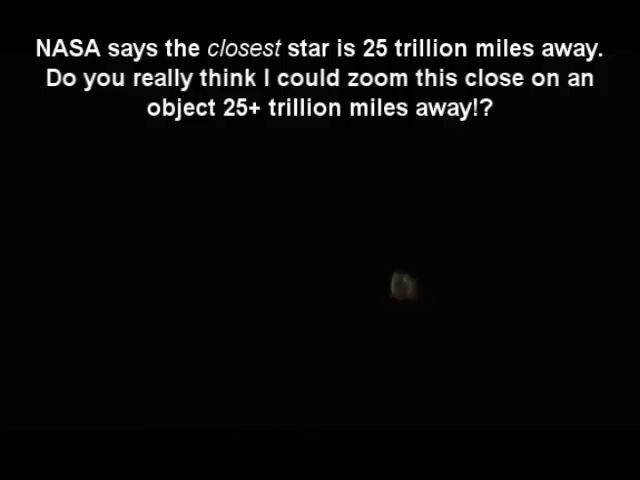 NASA says the closest star is 25 trillion miles away.
Do you really think I could zoom this close on an
object 25+ trillion miles away!?